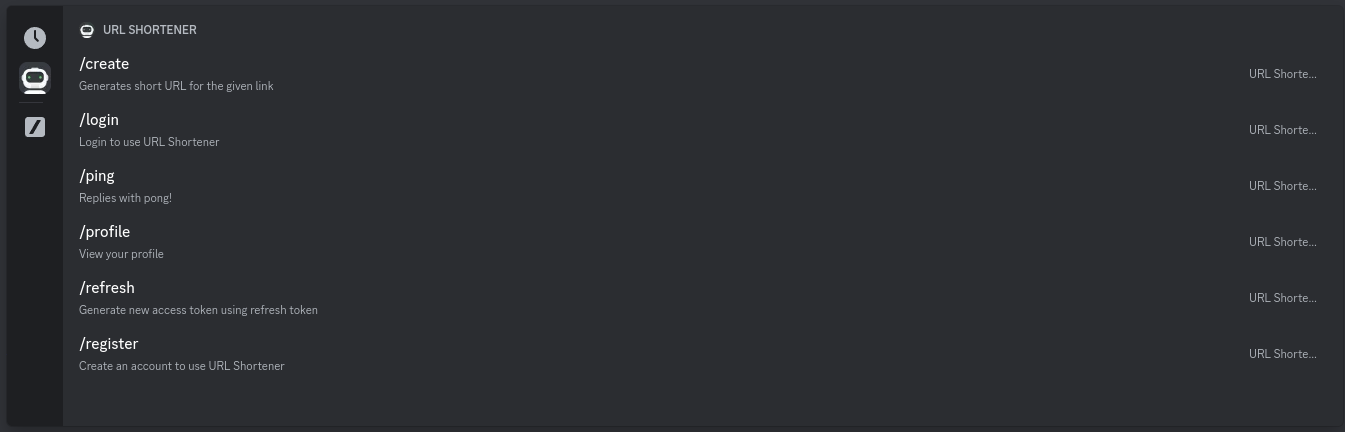 URL SHORTENER
/create
Generates short URL for the given link
URL Shorte...
/login
Login to use URL Shortener
URL Shorte...
/ping
Replies with pong!
URL Shorte...
/profile
View your profile
URL Shorte...
/refresh
Generate new access token using refresh token
URL Shorte...
/register
Create an account to use URL Shortener
URL Shorte...